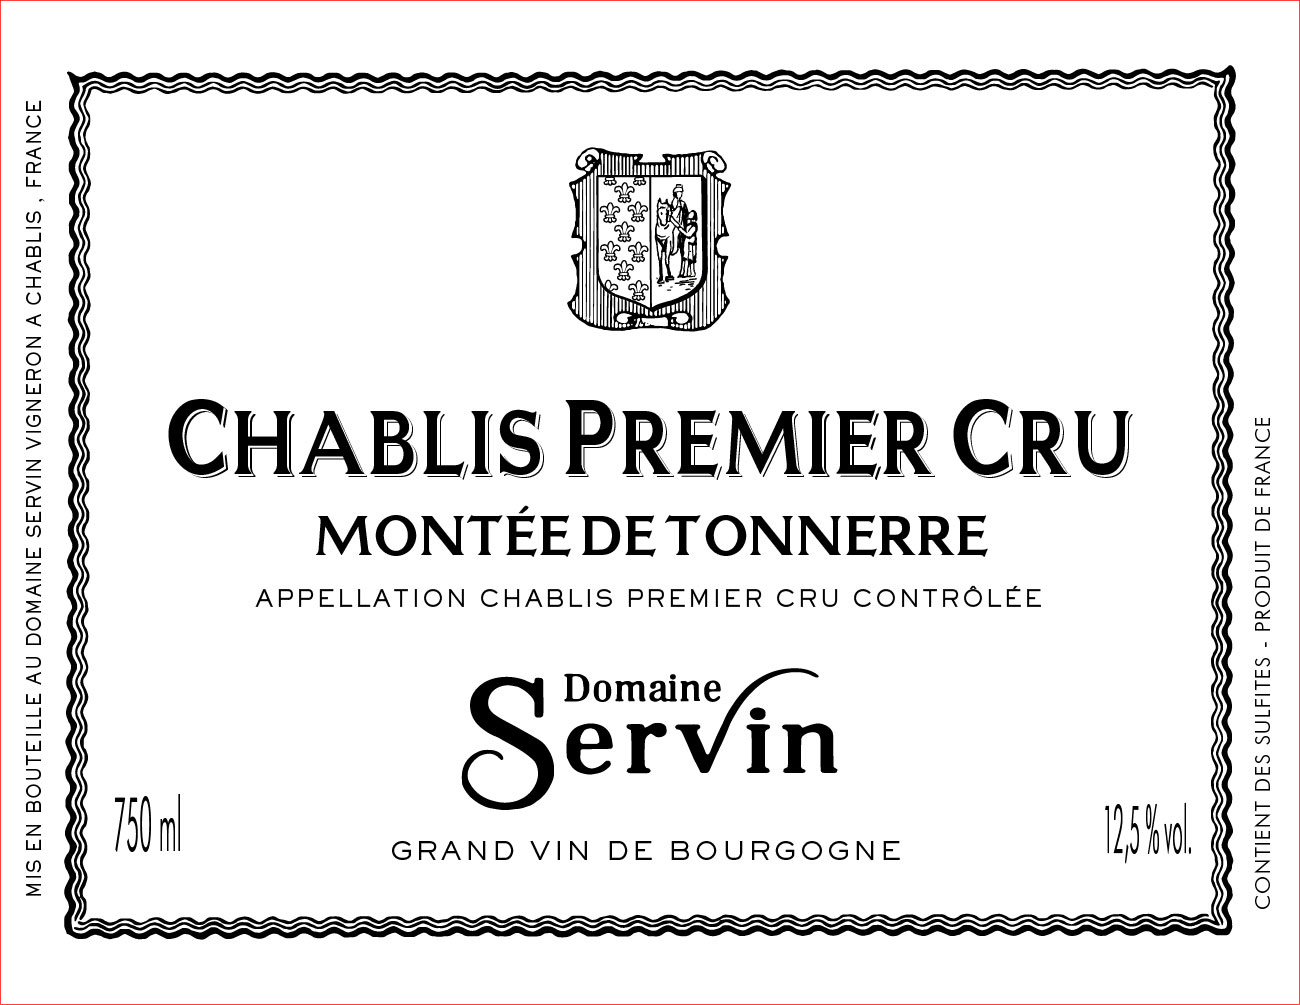 CHABLIS PREMIER CRU
MONTÉE DE TONNERRE
APPELLATION CHABLIS PREMIER CRU CONTRÔLÉE
Domaine
Servin
750 ml
12,5 % vol.
GRAND VIN DE BOURGOGNE
MIS EN BOUTEILLE AU DOMAINE SERVIN VIGNERON A CHABLIS , FRANCE
CONTIENT DES SULFITES - PRODUIT DE FRANCE